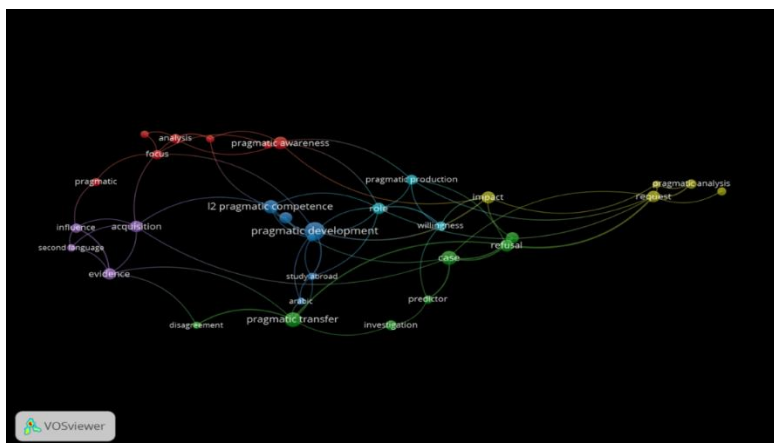 analysis
pragmatic awareness
focus
pragmatic
pragmatic production
pragmatic analysis
impact
request
l2 pragmatic competence
role
influence
acquisition
willingness
pragmatic development
second language
refusal
case
evidence
study abroad
arabic
predictor
disagreement
pragmatic transfer
investigation
VOSviewer